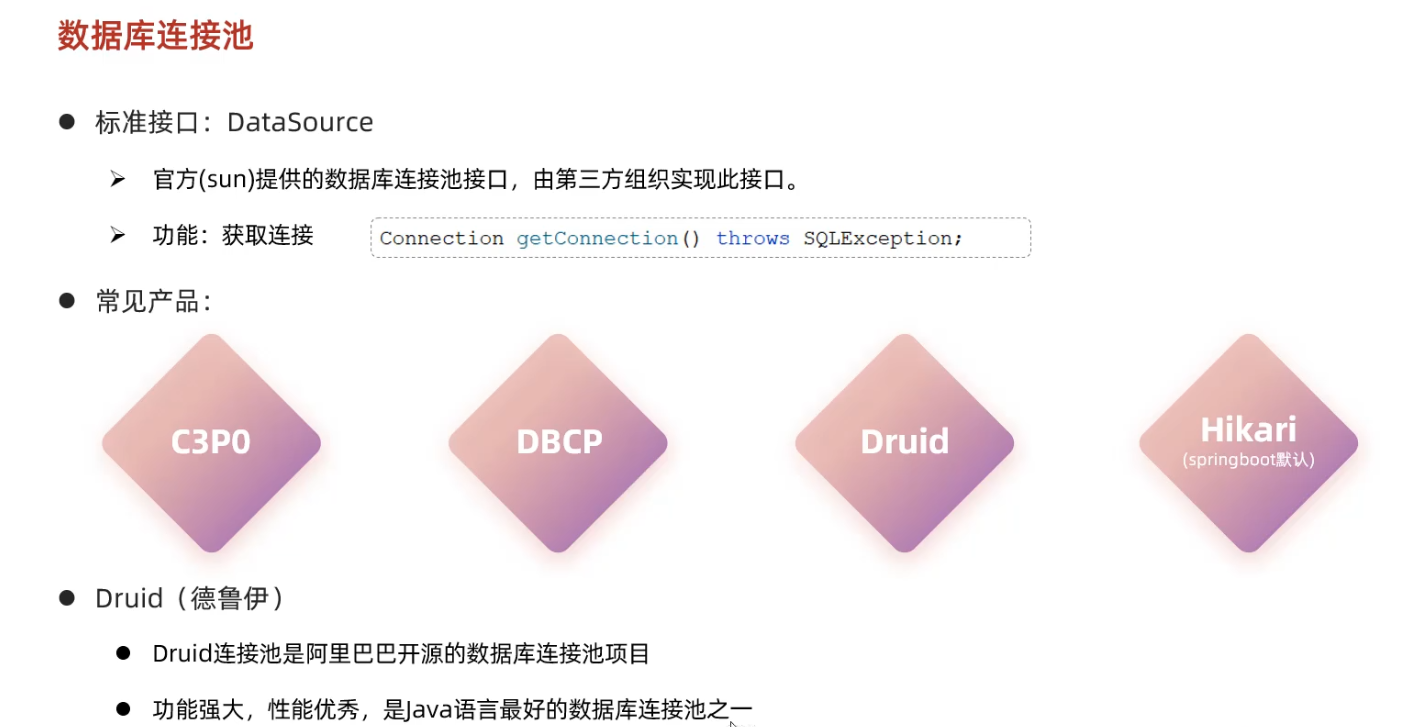 数据库连接池
标准接口：DataSource
官方(sun)提供的数据库连接池接口，由第三方组织实现此接口。
功能：获取连接 Connection getConnection() throws SQLException;
常见产品：
C3P0 DBCP Druid Hikari
(springboot默认)
Druid（德鲁伊）
Druid连接池是阿里巴巴开源的数据库连接池项目
功能强大，性能优秀，是Java语言最好的数据库连接池之一